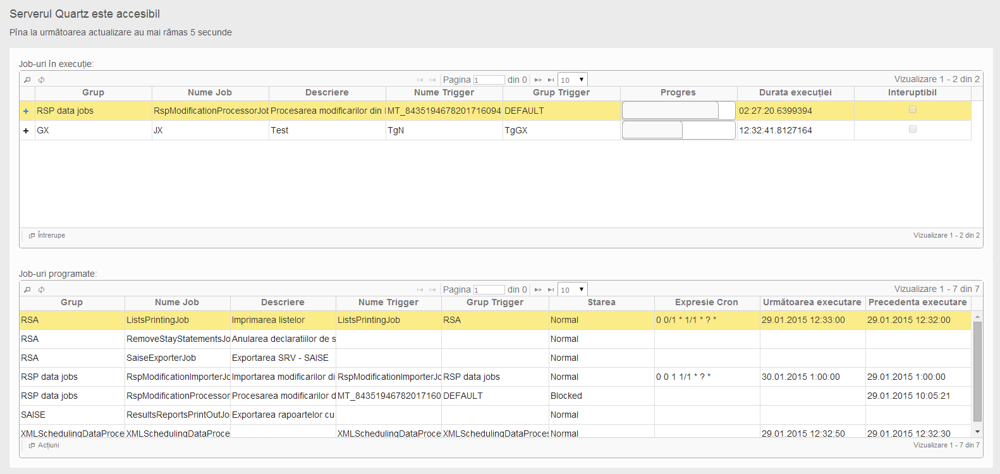 Serverul Quartz este accesibil
Pîna la următoarea actualizare au mai rămas 5 secunde
Job-uri în execuție:
Pagina 1 din 0 10 Vizualizare 1 - 2 din 2
Grup Nume Job Descriere Nume Trigger Grup Trigger Progres Durata execuției Interuptibil
RSP data jobs RspModificationProcessorJob Procesarea modificarilor din MT_8435194678201716094 DEFAULT 02:27:20.6399394
GX JX Test TgN TgGX 12:32:41.8127164
Întrerupe Vizualizare 1 - 2 din 2
Job-uri programate:
Pagina 1 din 0 10 Vizualizare 1 - 7 din 7
Grup Nume Job Descriere Nume Trigger Grup Trigger Starea Expresie Cron Următoarea executare Precedenta executare
RSA ListsPrintingJob Imprimarea listelor ListsPrintingJob RSA Normal 0 0/1 * 1/1 * ? * 29.01.2015 12:33:00 29.01.2015 12:32:00
RSA RemoveStayStatementsJo Anularea declaratiilor de s Normal
RSA SaiseExporterJob Exportarea SRV - SAISE Normal
RSP data jobs RspModificationImporterJo Importarea modificarilor di RspModificationImporterJo RSP data jobs Normal 0 0 1 1/1 * ? * 30.01.2015 1:00:00 29.01.2015 1:00:00
RSP data jobs RspModificationProcessor Procesarea modificarilor d MT_84351946782017160 DEFAULT Blocked 29.01.2015 10:05:21
SAISE ResultsReportsPrintOutJo Exportarea rapoartelor cu Normal
XMLSchedulingDataProce XMLSchedulingDataProce XMLSchedulingDataProce XMLSchedulingDataProces Normal 29.01.2015 12:32:50 29.01.2015 12:32:30
Acțiuni Vizualizare 1 - 7 din 7